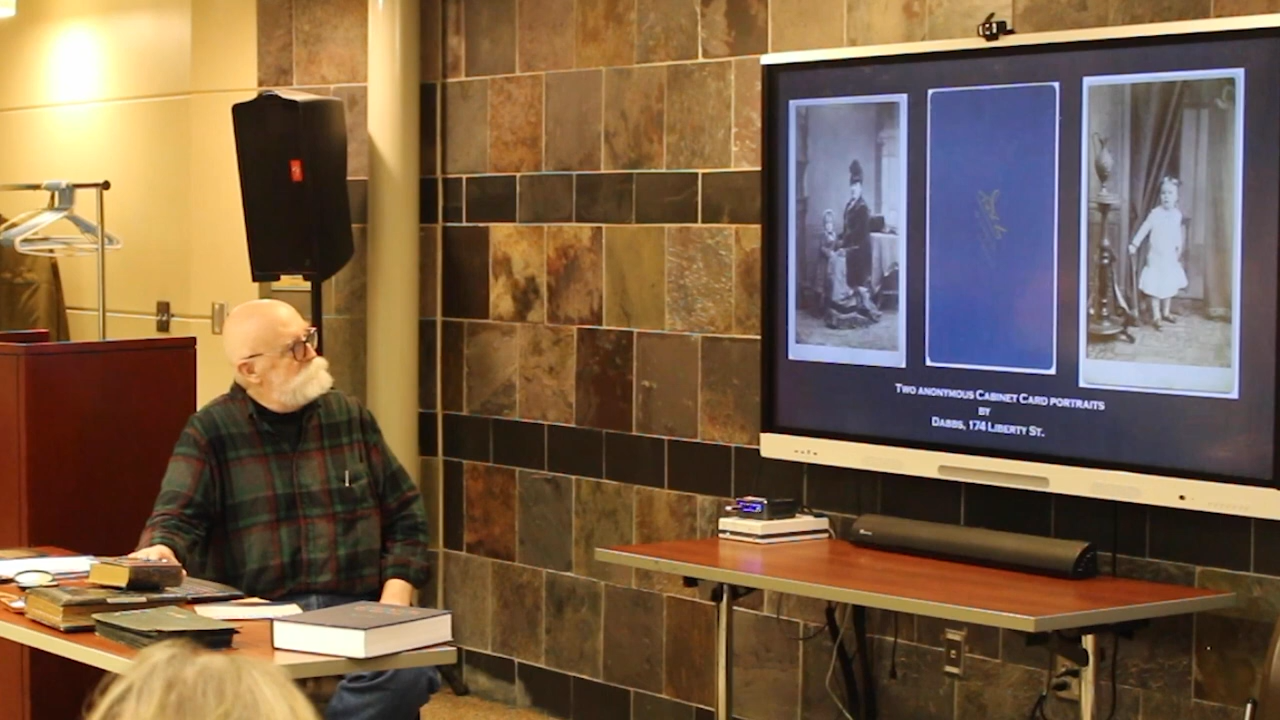 Two anonymous Cabinet Card portraits
by
Dabbs, 174 Liberty St.